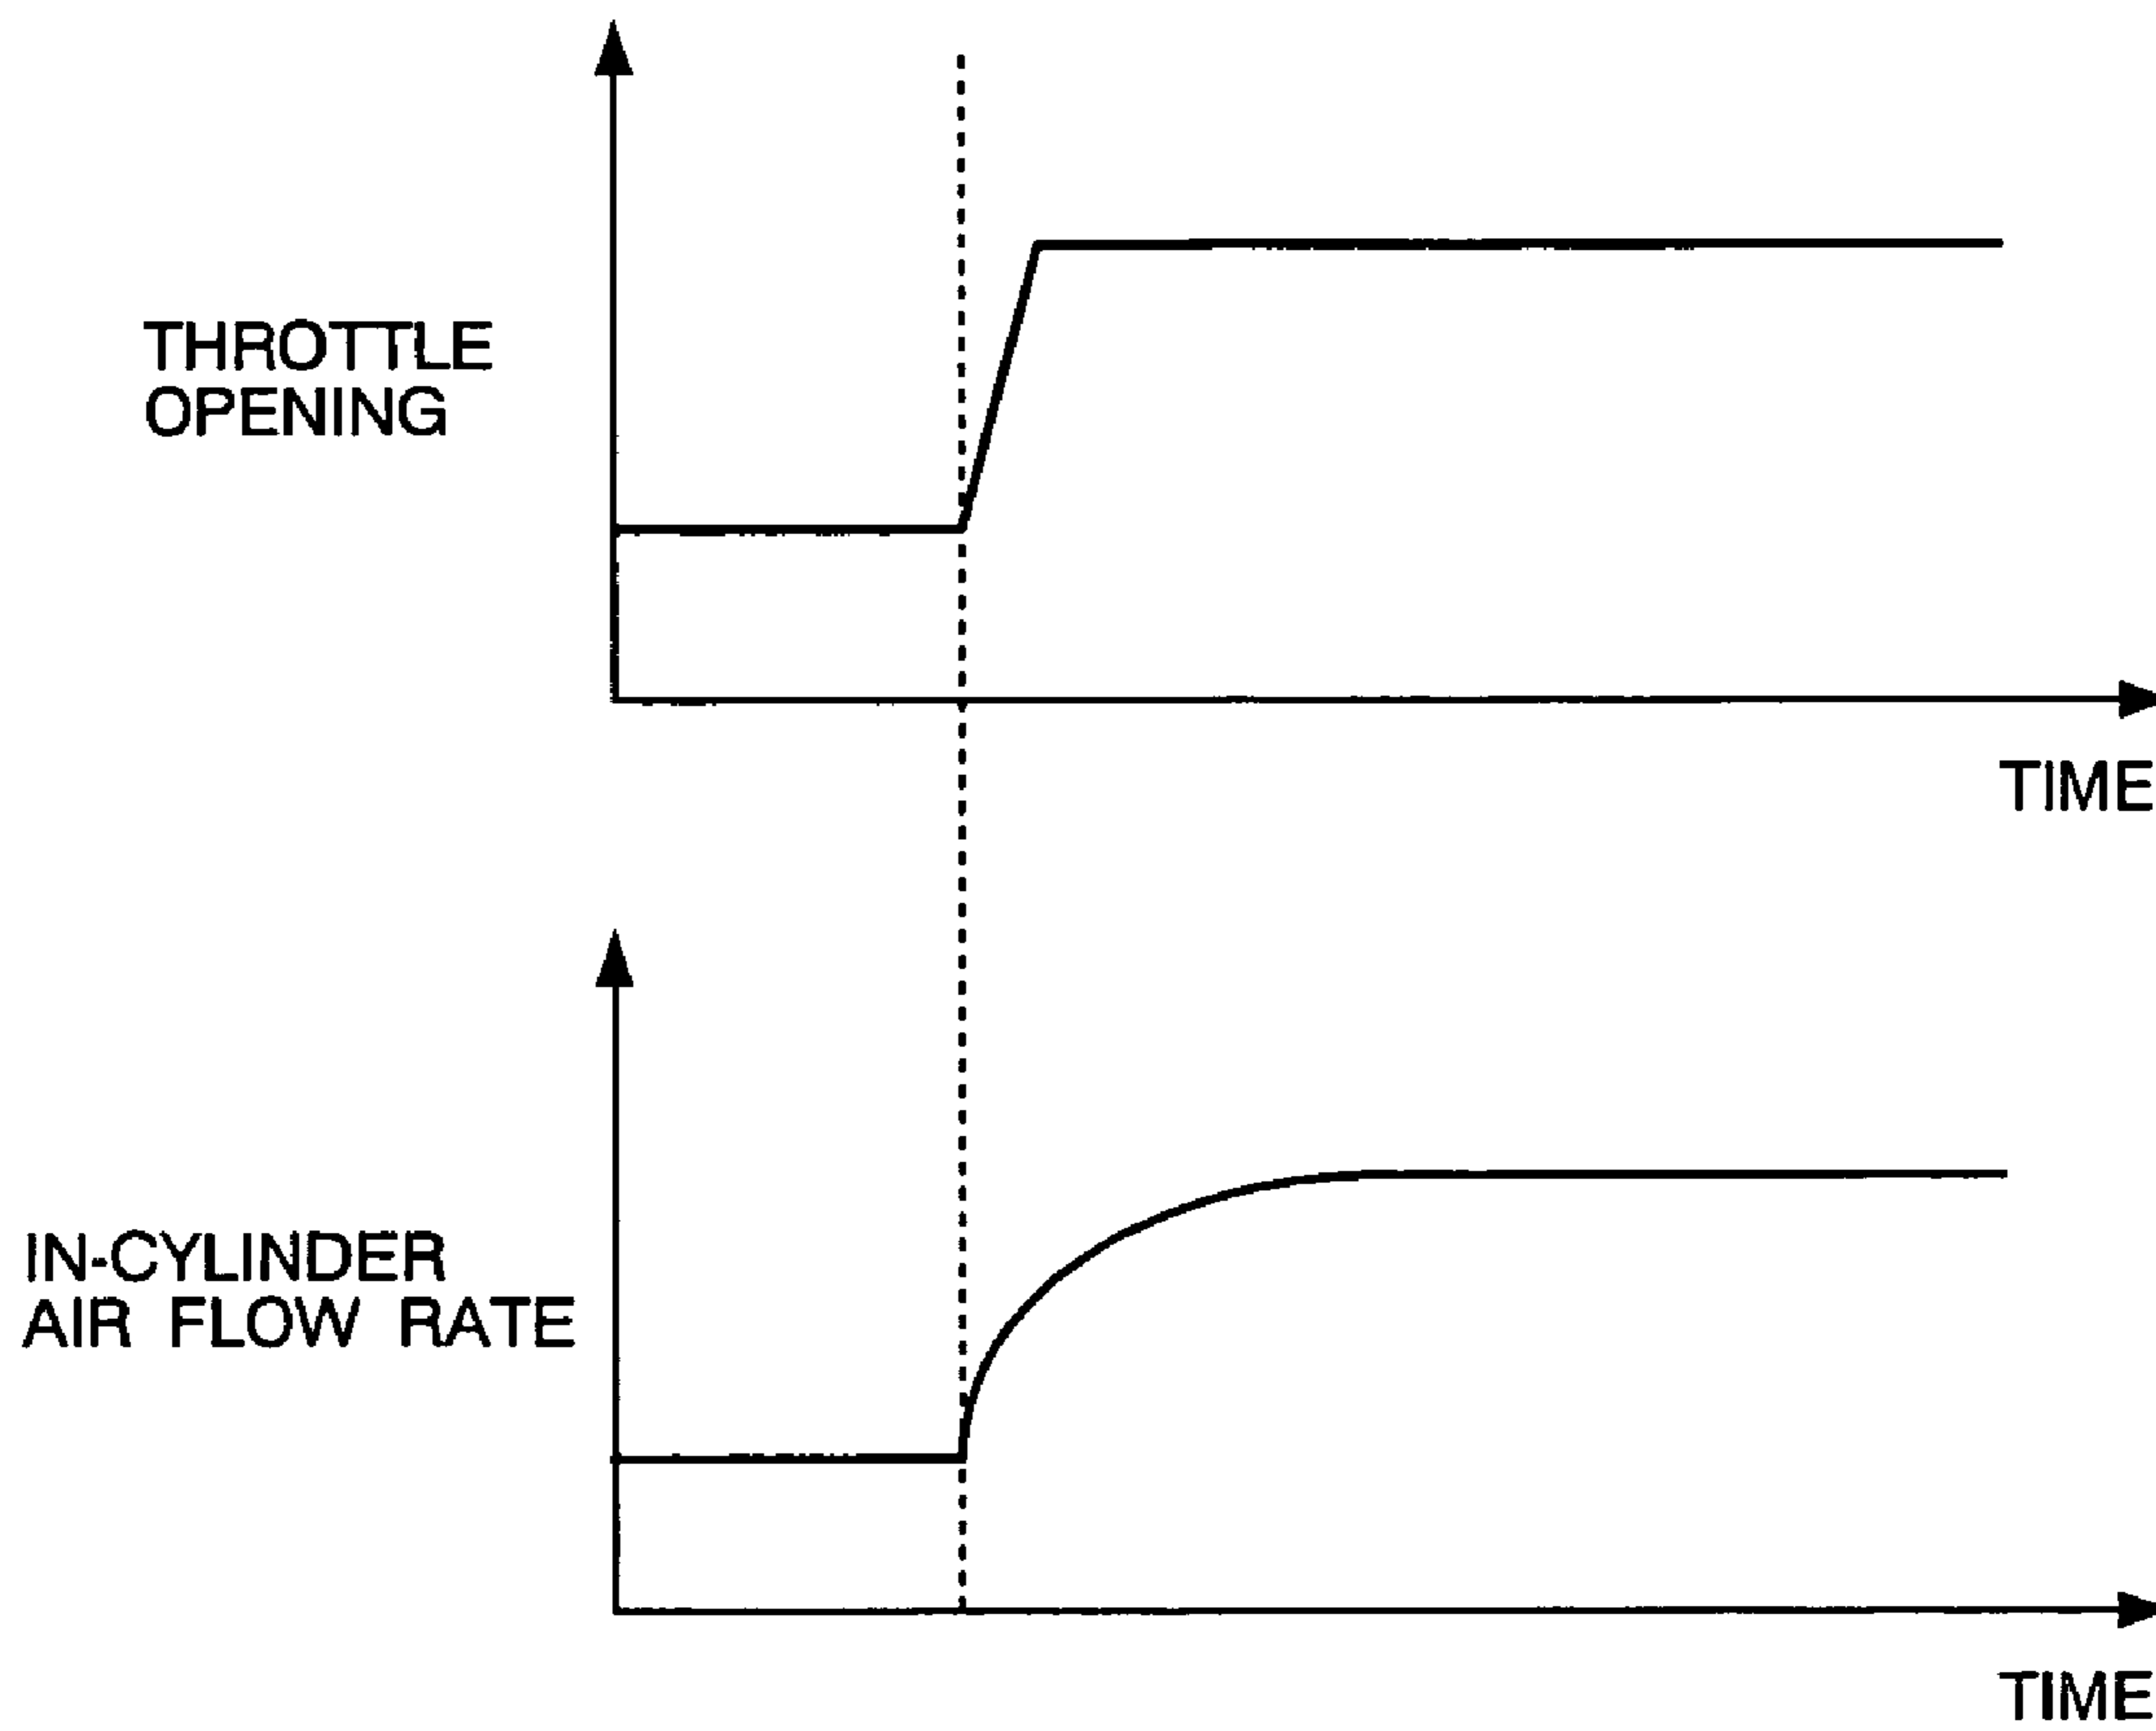 THROTTLE
OPENING
TIME
IN-CYLINDER
AIR FLOW RATE
TIME